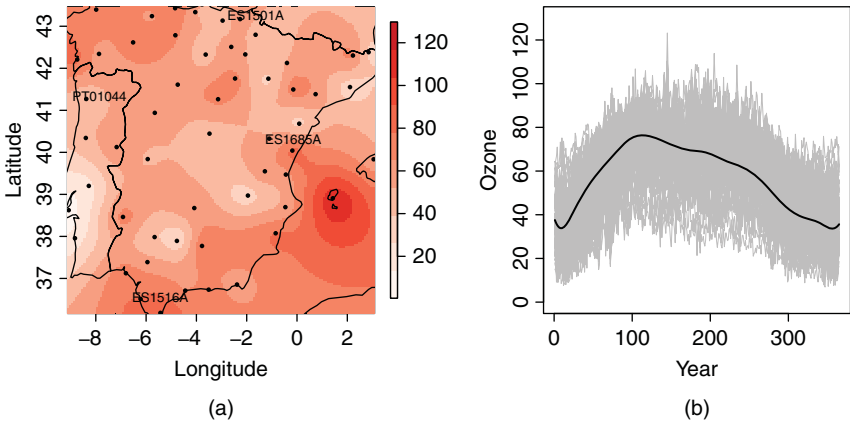 43
42
41
40
39
38
37
Latitude
ES1501A
PT01044
ES1685A
ES1516A
−8 −6 −4 −2 0 2
Longitude
120
100
80
60
40
20
(a)
120
100
80
60
40
20
0
Ozone
0 100 200 300
Year
(b)